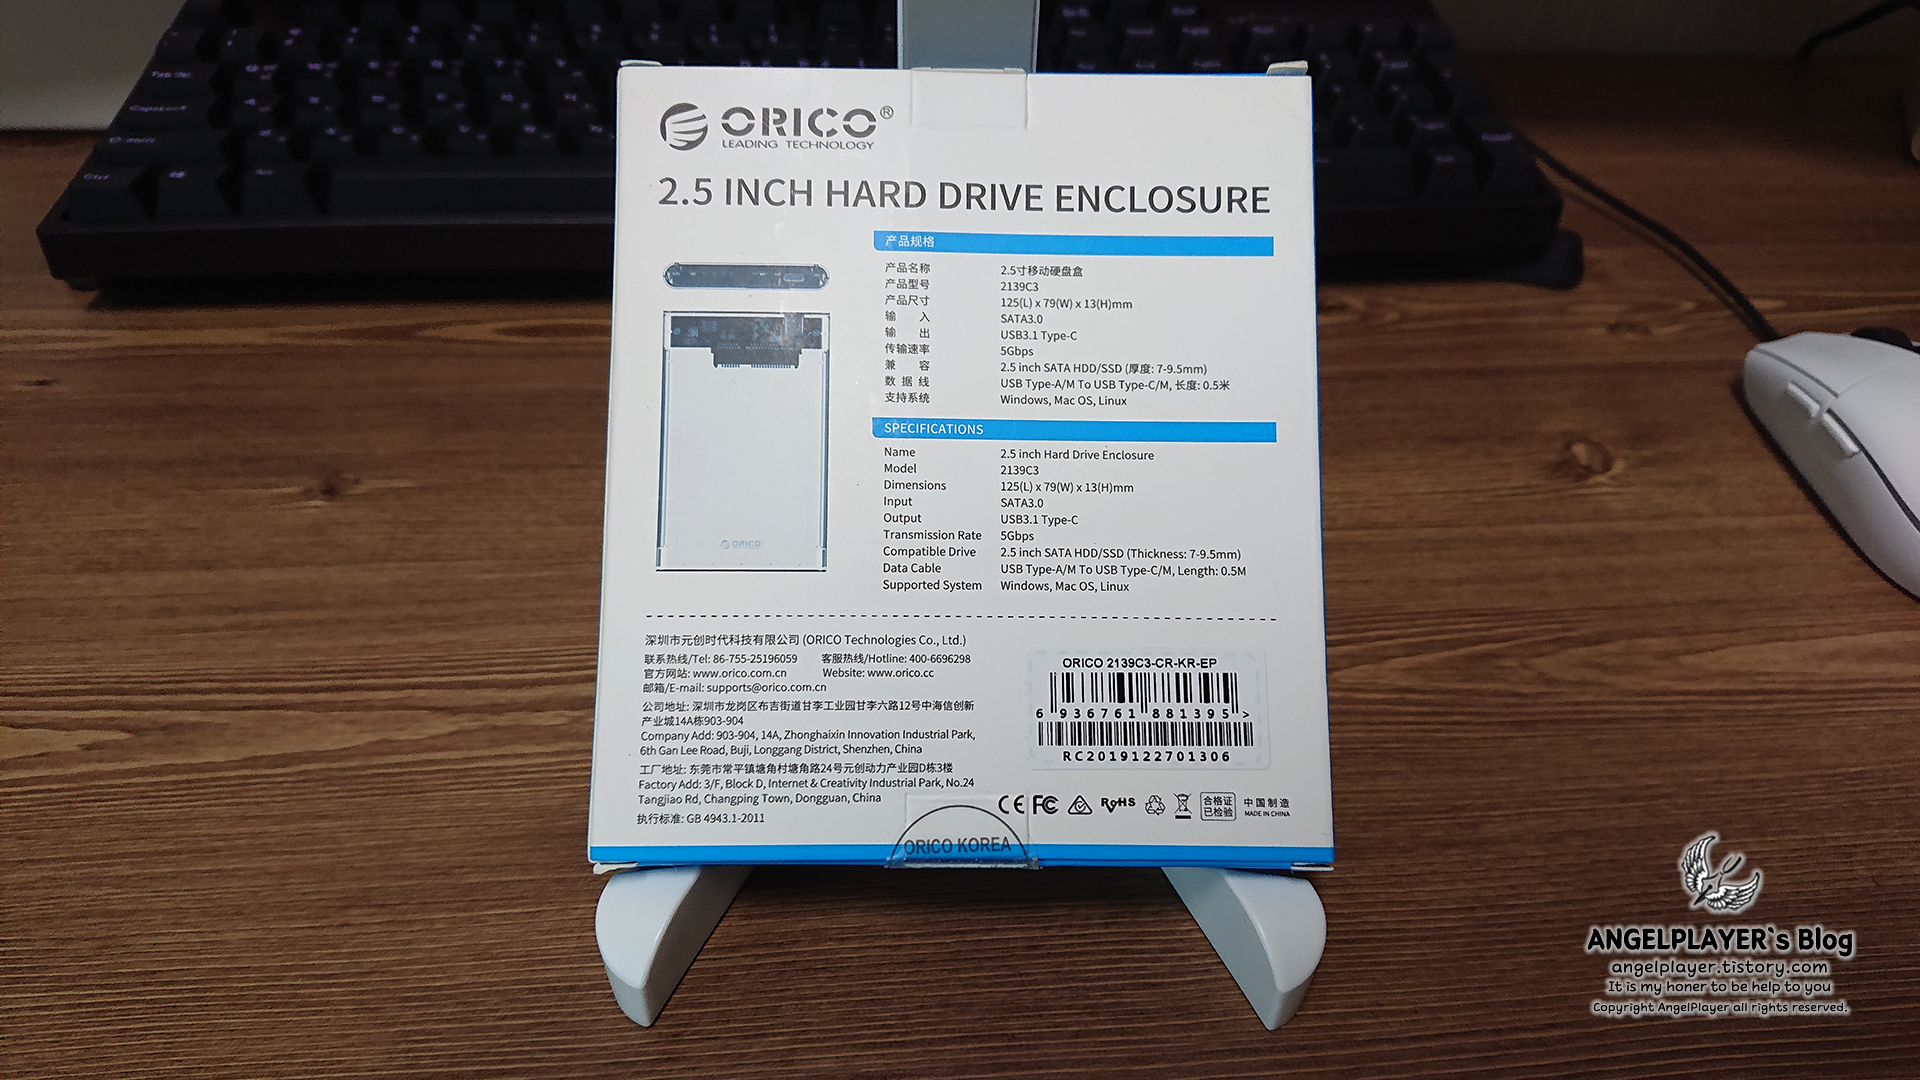 ORICO®
LEADING TECHNOLOGY
2.5 INCH HARD DRIVE ENCLOSURE
产品规格
产品名称 2.5寸移动硬盘盒
产品型号 2139C3
产品尺寸 125(L) x 79(W) x 13(H)mm
输入 SATA3.0
输出 USB3.1 Type-C
传输速率 5Gbps
兼容 2.5 inch SATA HDD/SSD (厚度: 7-9.5mm)
数据线 USB Type-A/M To USB Type-C/M, 长度: 0.5米
支持系统 Windows, Mac OS, Linux
SPECIFICATIONS
Name 2.5 inch Hard Drive Enclosure
Model 2139C3
Dimensions 125(L) x 79(W) x 13(H)mm
Input SATA3.0
Output USB3.1 Type-C
Transmission Rate 5Gbps
Compatible Drive 2.5 inch SATA HDD/SSD (Thickness: 7-9.5mm)
Data Cable USB Type-A/M To USB Type-C/M, Length: 0.5M
Supported System Windows, Mac OS, Linux
ORICO
深圳市元创时代科技有限公司 (ORICO Technologies Co., Ltd.)
联系热线/Tel: 86-755-25196059 客服热线/Hotline: 400-6696298
官方网站: www.orico.com.cn Website: www.orico.cc
邮箱/E-mail: supports@orico.com.cn
公司地址: 深圳市龙岗区布吉街道甘李工业园甘李六路12号中海信创新
产业城14A栋903-904
Company Add: 903-904, 14A, Zhonghaixin Innovation Industrial Park,
6th Gan Lee Road, Buji, Longgang District, Shenzhen, China
工厂地址: 东莞市常平镇塘角村塘角路24号元创动力产业园D栋3楼
Factory Add: 3/F, Block D, Internet & Creativity Industrial Park, No.24
Tangjiao Rd, Changping Town, Dongguan, China
执行标准: GB 4943.1-2011
ORICO 2139C3-CR-KR-EP
6 936761 881395 >
RC2019122701306
CE FC RoHS 合格证 中国制造
已检验 MADE IN CHINA
ORICO KOREA
CapsLock
Ctrl
ANGELPLAYER`s Blog
angelplayer.tistory.com
It is my honer to be help to you
Copyright AngelPlayer all rights reserved.